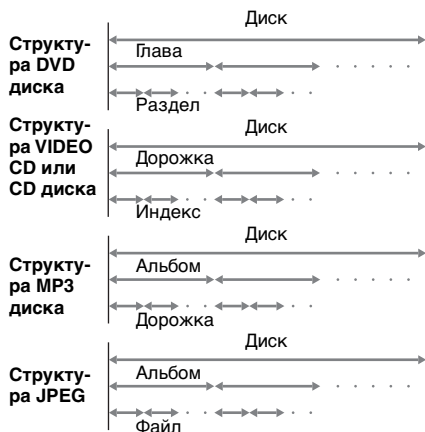 Диск
Структу-
ра DVD
диска
Глава
Раздел
Диск
Структу-
ра VIDEO
CD или
CD диска
Дорожка
Индекс
Диск
Структу-
ра MP3
диска
Альбом
Дорожка
Диск
Структу-
ра JPEG
Альбом
Файл